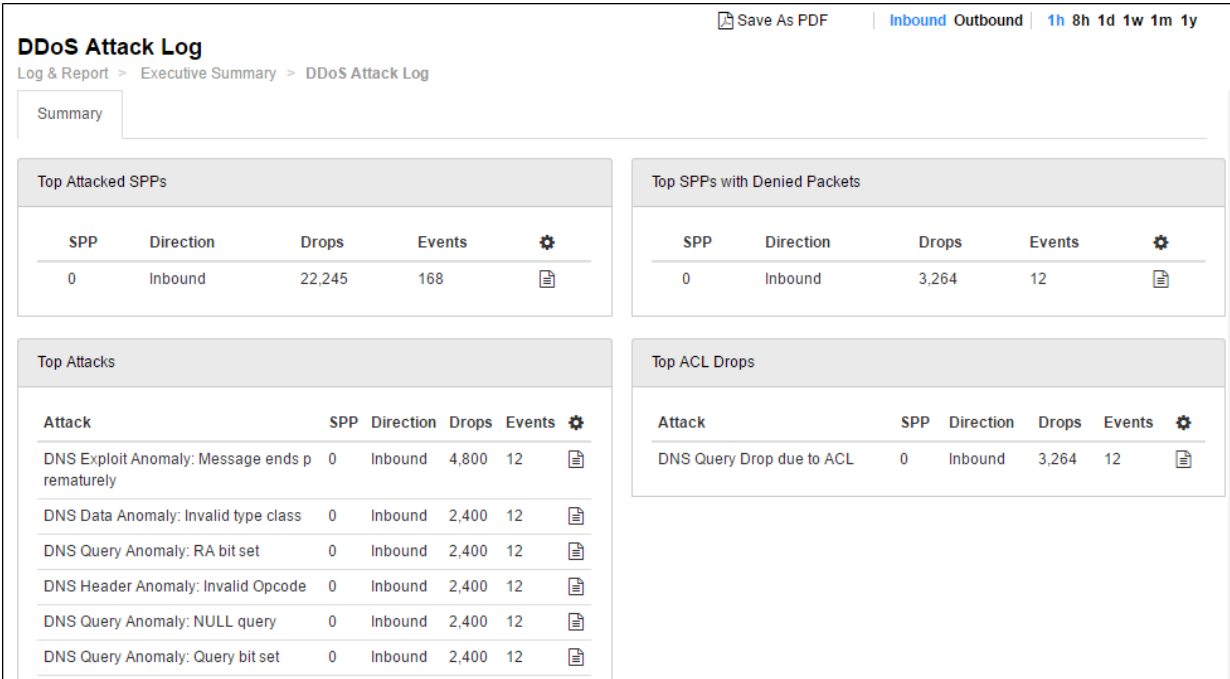 Save As PDF Inbound Outbound 1h 8h 1d 1w 1m 1y
DDoS Attack Log
Log & Report > Executive Summary > DDoS Attack Log
Summary
Top Attacked SPPs
SPP Direction Drops Events
0 Inbound 22,245 168
Top SPPs with Denied Packets
SPP Direction Drops Events
0 Inbound 3,264 12
Top Attacks
Attack SPP Direction Drops Events
DNS Exploit Anomaly: Message ends p 0 Inbound 4,800 12
rematurely
DNS Data Anomaly: Invalid type class 0 Inbound 2,400 12
DNS Query Anomaly: RA bit set 0 Inbound 2,400 12
DNS Header Anomaly: Invalid Opcode 0 Inbound 2,400 12
DNS Query Anomaly: NULL query 0 Inbound 2,400 12
DNS Query Anomaly: Query bit set 0 Inbound 2,400 12
Top ACL Drops
Attack SPP Direction Drops Events
DNS Query Drop due to ACL 0 Inbound 3,264 12